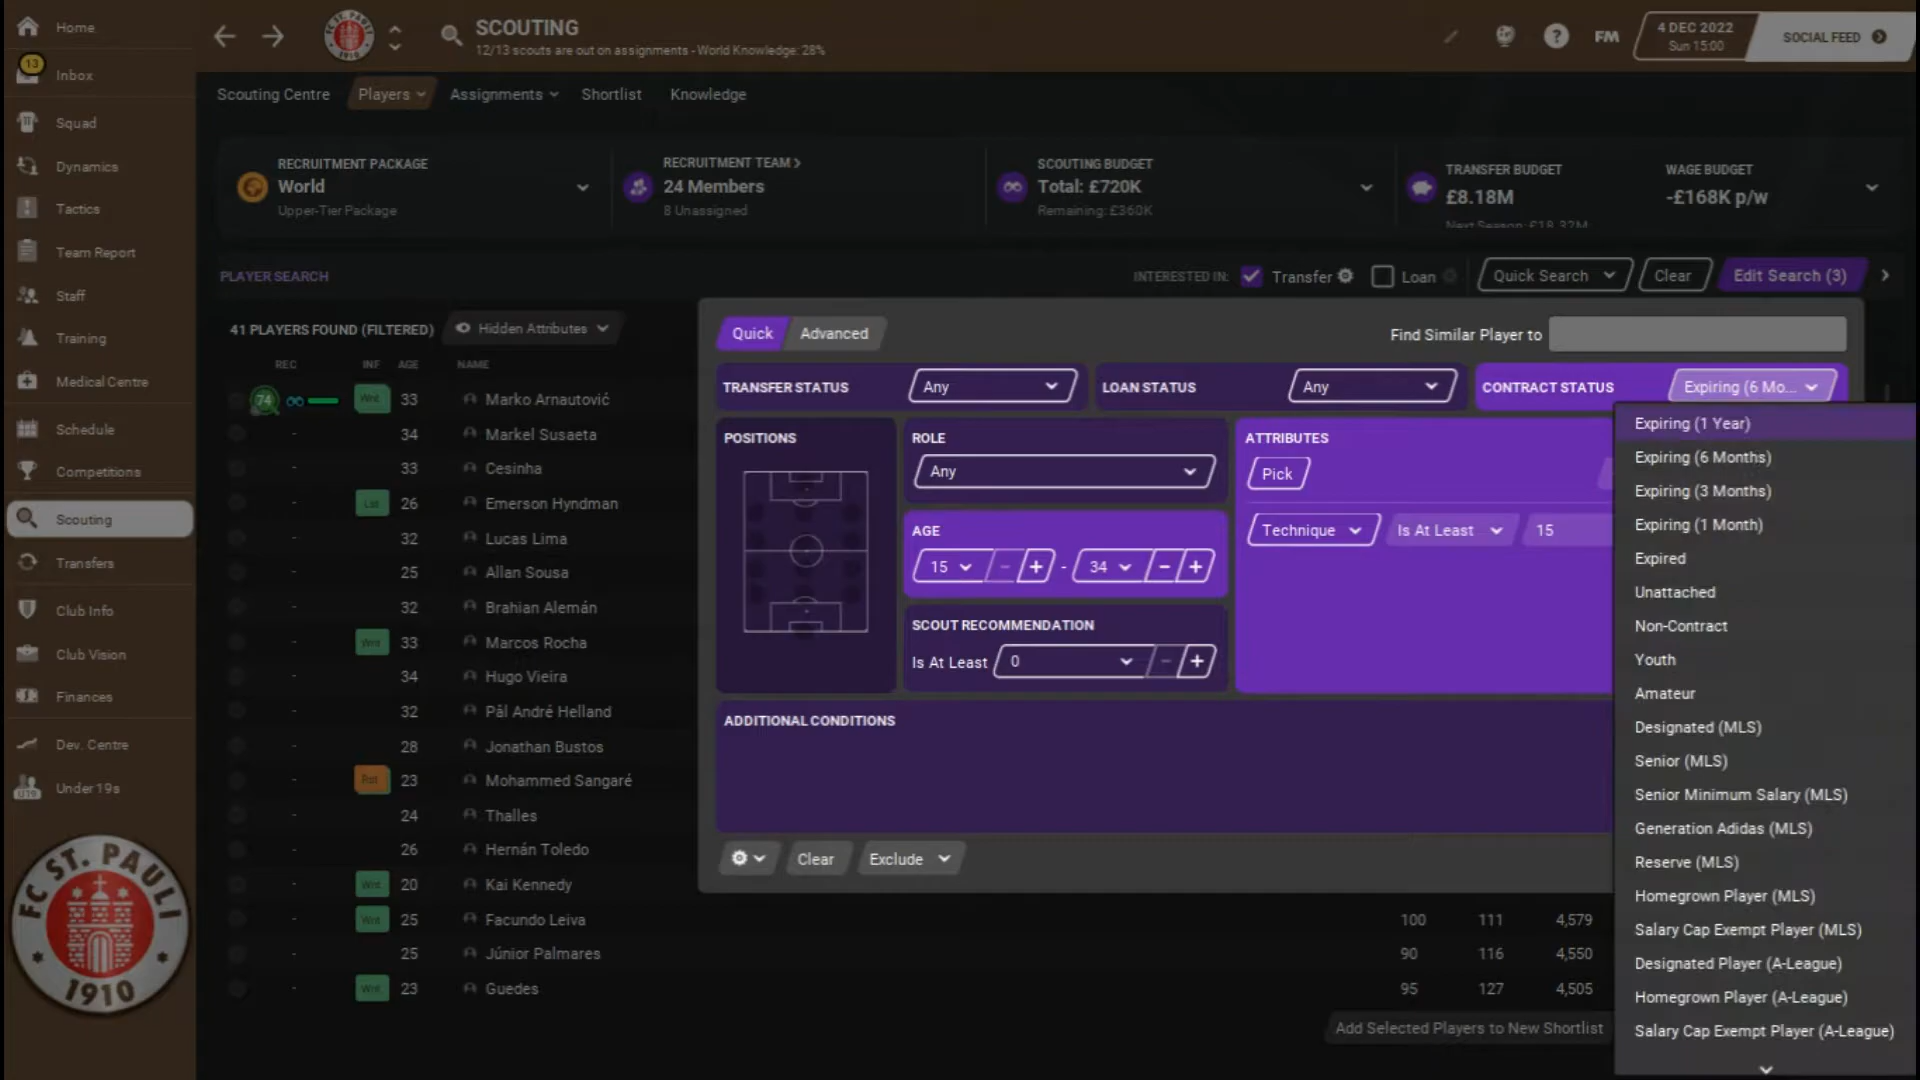 Home
SCOUTING
12/13 scouts are out on assignments - World Knowledge: 28%
FM
4 DEC 2022
Sun 15:00
SOCIAL FEED
13
Inbox
Scouting Centre
Players
Assignments
Shortlist
Knowledge
Squad
Dynamics
Tactics
Team Report
Staff
Training
Medical Centre
Schedule
Competitions
Scouting
Transfers
Club Info
Club Vision
Finances
Dev. Centre
Under 19s
FC ST. PAULI
1910
RECRUITMENT PACKAGE
World
Upper-Tier Package
RECRUITMENT TEAM >
24 Members
8 Unassigned
SCOUTING BUDGET
Total: £720K
Remaining: £360K
TRANSFER BUDGET
£8.18M
Next Season: £18.32M
WAGE BUDGET
-£168K p/w
PLAYER SEARCH
INTERESTED IN:
Transfer
Loan
Quick Search
Clear
Edit Search (3)
41 PLAYERS FOUND (FILTERED)
Hidden Attributes
REC INF AGE NAME
74 Wnt 33 Marko Arnautović
- 34 Markel Susaeta
- 33 Cesinha
- Lst 26 Emerson Hyndman
- 32 Lucas Lima
- 25 Allan Sousa
- 32 Brahian Alemán
- Wnt 33 Marcos Rocha
- 34 Hugo Vieira
- 32 Pål André Helland
- 28 Jonathan Bustos
- 23 Mohammed Sangaré
- 24 Thalles
- 26 Hernán Toledo
- Wnt 20 Kai Kennedy
- Wnt 25 Facundo Leiva 100 111 4,579
- 25 Júnior Palmares 90 116 4,550
- Wnt 23 Guedes 95 127 4,505
Add Selected Players to New Shortlist
Quick
Advanced
Find Similar Player to
TRANSFER STATUS
Any
LOAN STATUS
Any
CONTRACT STATUS
Expiring (6 Mo...
POSITIONS
ROLE
Any
AGE
15 - + - 34 - +
SCOUT RECOMMENDATION
Is At Least 0 - +
ATTRIBUTES
Pick
Technique
Is At Least
15
ADDITIONAL CONDITIONS
Clear
Exclude
Expiring (1 Year)
Expiring (6 Months)
Expiring (3 Months)
Expiring (1 Month)
Expired
Unattached
Non-Contract
Youth
Amateur
Designated (MLS)
Senior (MLS)
Senior Minimum Salary (MLS)
Generation Adidas (MLS)
Reserve (MLS)
Homegrown Player (MLS)
Salary Cap Exempt Player (MLS)
Designated Player (A-League)
Homegrown Player (A-League)
Salary Cap Exempt Player (A-League)